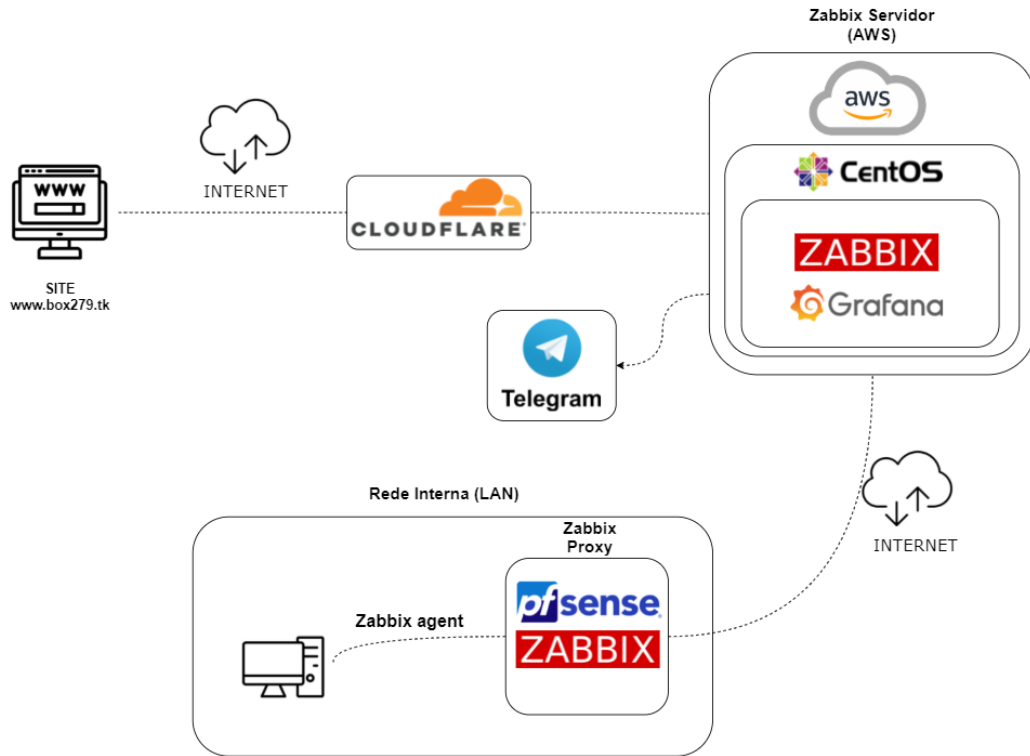 Zabbix Servidor
(AWS)
aws
INTERNET
WWW
CentOS
CLOUDFLARE
ZABBIX
SITE
www.box279.tk
Grafana
Telegram
Rede Interna (LAN)
INTERNET
Zabbix
Proxy
pfsense
Zabbix agent
ZABBIX